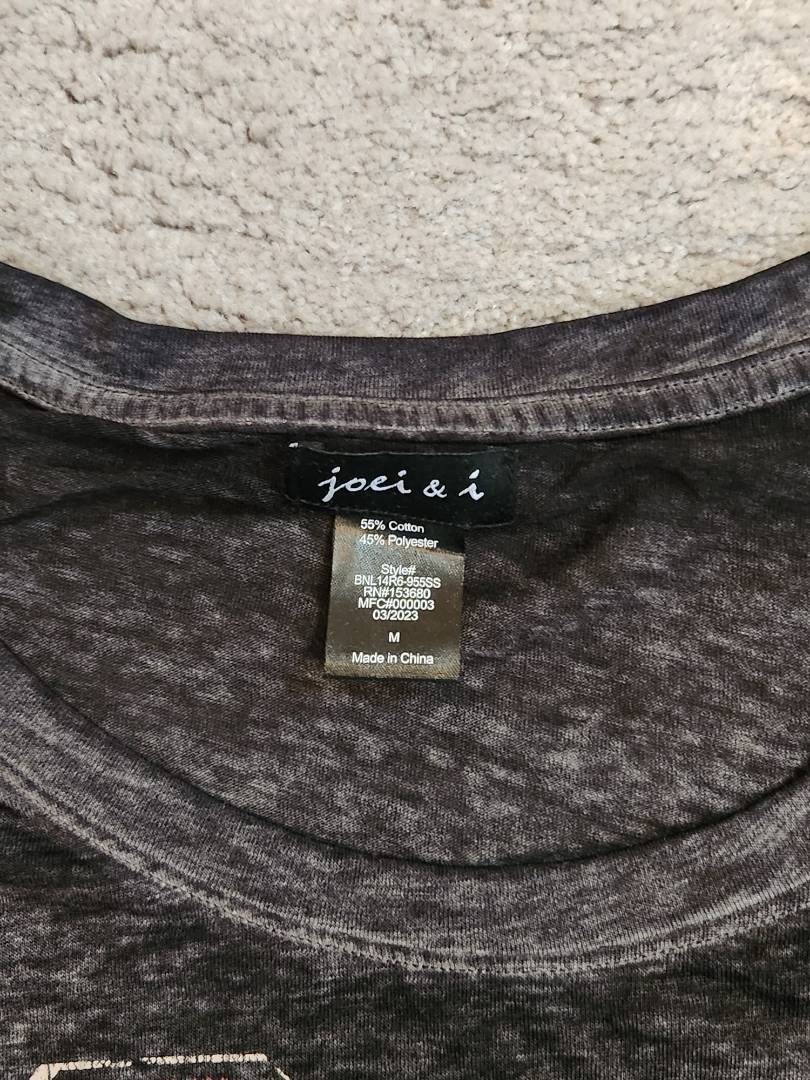 joei & i
55% Cotton
45% Polyester
Style#
BNL14R6-955SS
RN#153680
MFC#000003
03/2023
M
Made in China